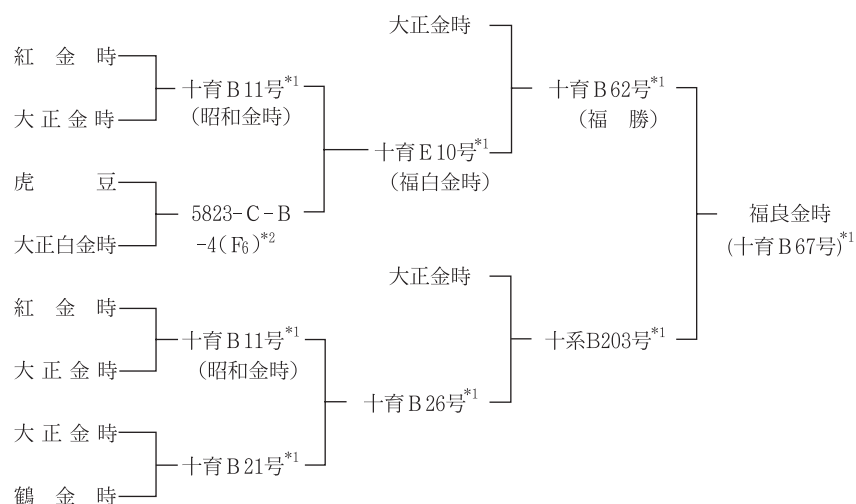 大正金時
紅金時
十育B11号*1
(昭和金時)
大正金時
十育B62号*1
(福勝)
十育E10号*1
(福白金時)
虎豆
5823-C-B
-4(F6)*2
大正白金時
福良金時
(十育B67号)*1
大正金時
紅金時
十育B11号*1
(昭和金時)
大正金時
十系B203号*1
十育B26号*1
大正金時
十育B21号*1
鶴金時